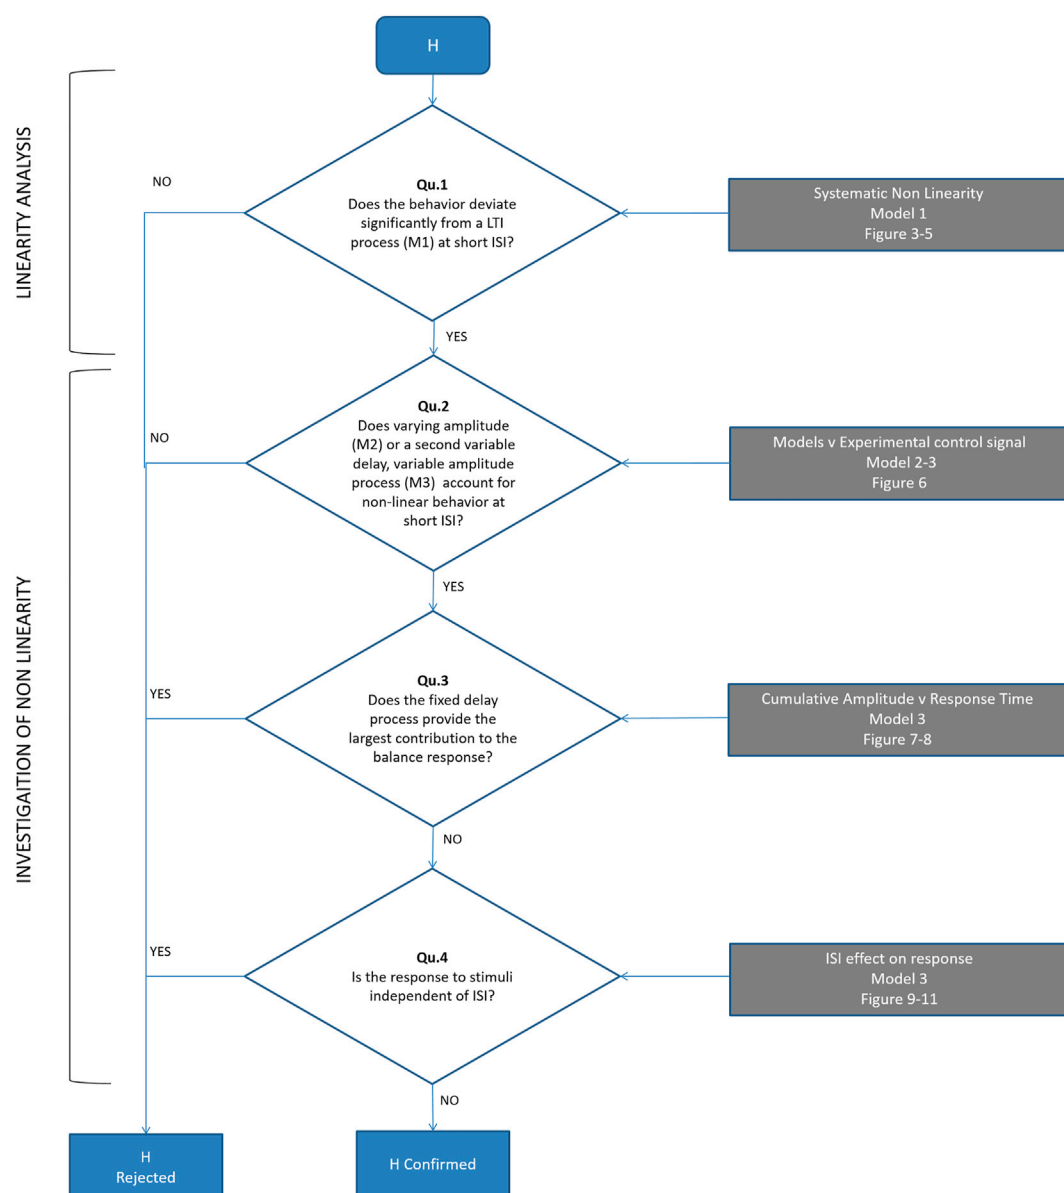 H
LINEARITY ANALYSIS
NO
Qu.1
Does the behavior deviate
significantly from a LTI
process (M1) at short ISI?
Systematic Non Linearity
Model 1
Figure 3-5
YES
INVESTIGAITION OF NON LINEARITY
NO
Qu.2
Does varying amplitude
(M2) or a second variable
delay, variable amplitude
process (M3) account for
non-linear behavior at
short ISI?
Models v Experimental control signal
Model 2-3
Figure 6
YES
YES
Qu.3
Does the fixed delay
process provide the
largest contribution to the
balance response?
Cumulative Amplitude v Response Time
Model 3
Figure 7-8
NO
YES
Qu.4
Is the response to stimuli
independent of ISI?
ISI effect on response
Model 3
Figure 9-11
NO
H
Rejected
H Confirmed